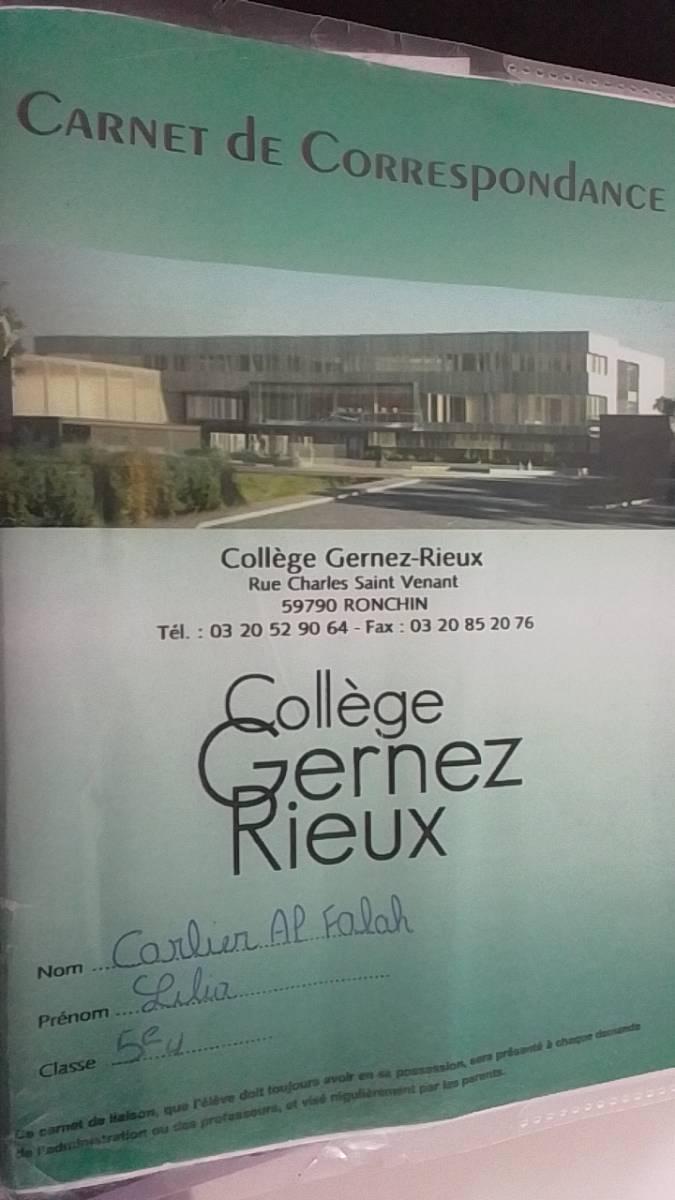 CARNET dE CORRESpONdANCE
Collège Gernez-Rieux
Rue Charles Saint Venant
59790 RONCHIN
Tél. : 03 20 52 90 64 - Fax : 03 20 85 20 76
Collège
Gernez
Rieux
Nom Carlier Al Falah
Prénom Lilia
Classe 5e4
Ce carnet de liaison, que l'élève doit toujours avoir en sa possession, sera présenté à chaque demande
de l'administration ou des professeurs, et visé régulièrement par les parents.